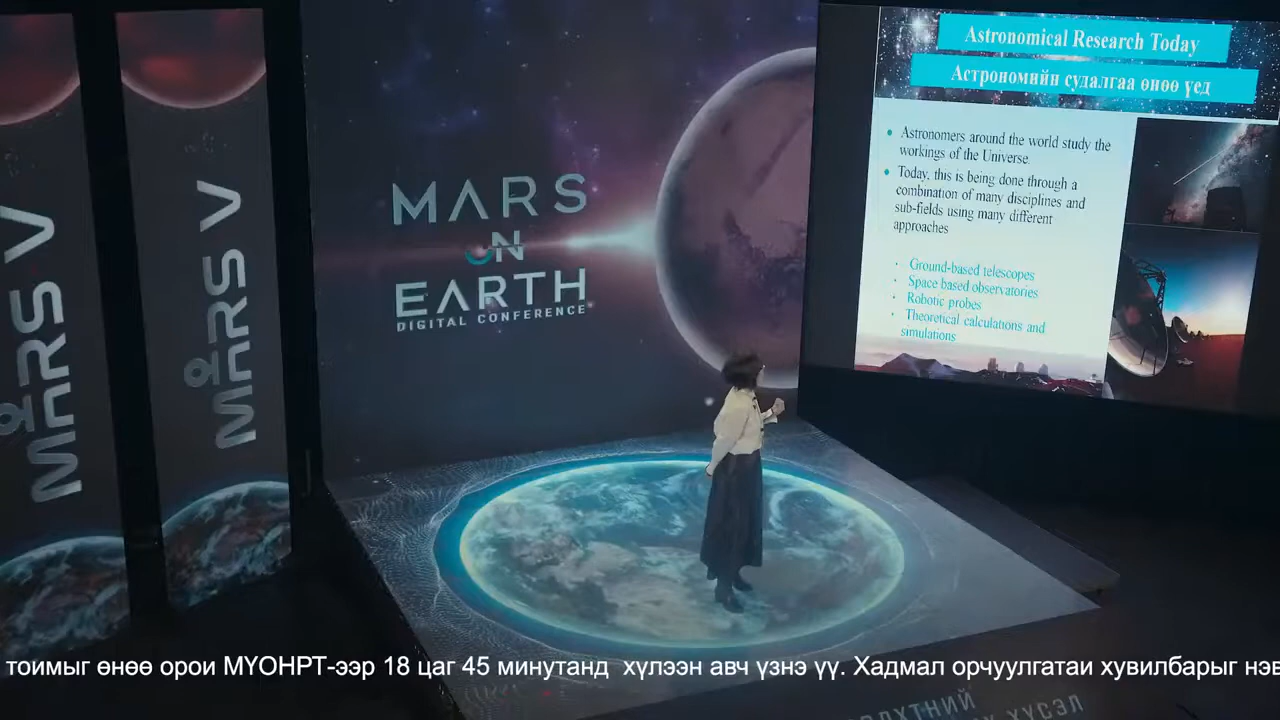 MARS V
MARS V
MARS
ON
EARTH
DIGITAL CONFERENCE
Astronomical Research Today
Астрономийн судалгаа өнөө үед
• Astronomers around the world study the
workings of the Universe.
• Today, this is being done through a
combination of many disciplines and
sub-fields using many different
approaches
• Ground-based telescopes
• Space based observatories
• Robotic probes
• Theoretical calculations and
simulations
тоимыг өнөө орои МҮОНРТ-ээр 18 цаг 45 минутанд хүлээн авч үзнэ үү. Хадмал орчуулгатаи хувилбарыг нэв
ХҮСЭЛ